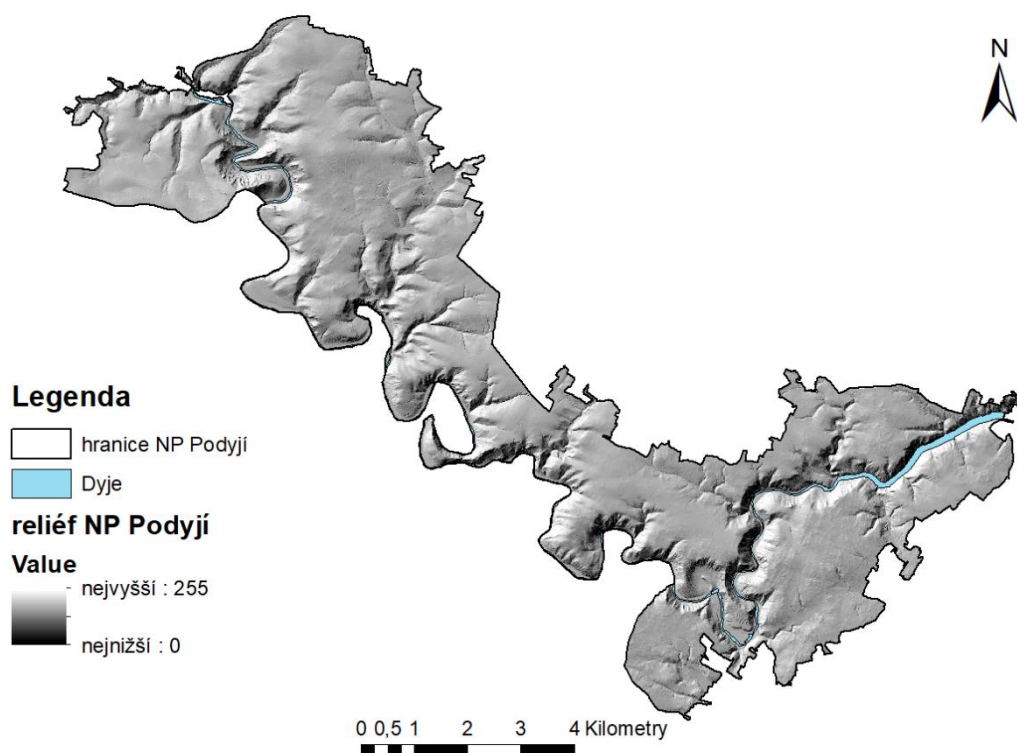 N
Legenda
hranice NP Podyjí
Dyje
reliéf NP Podyjí
Value
nejvyšší : 255
nejnižší : 0
0 0,5 1 2 3 4 Kilometry